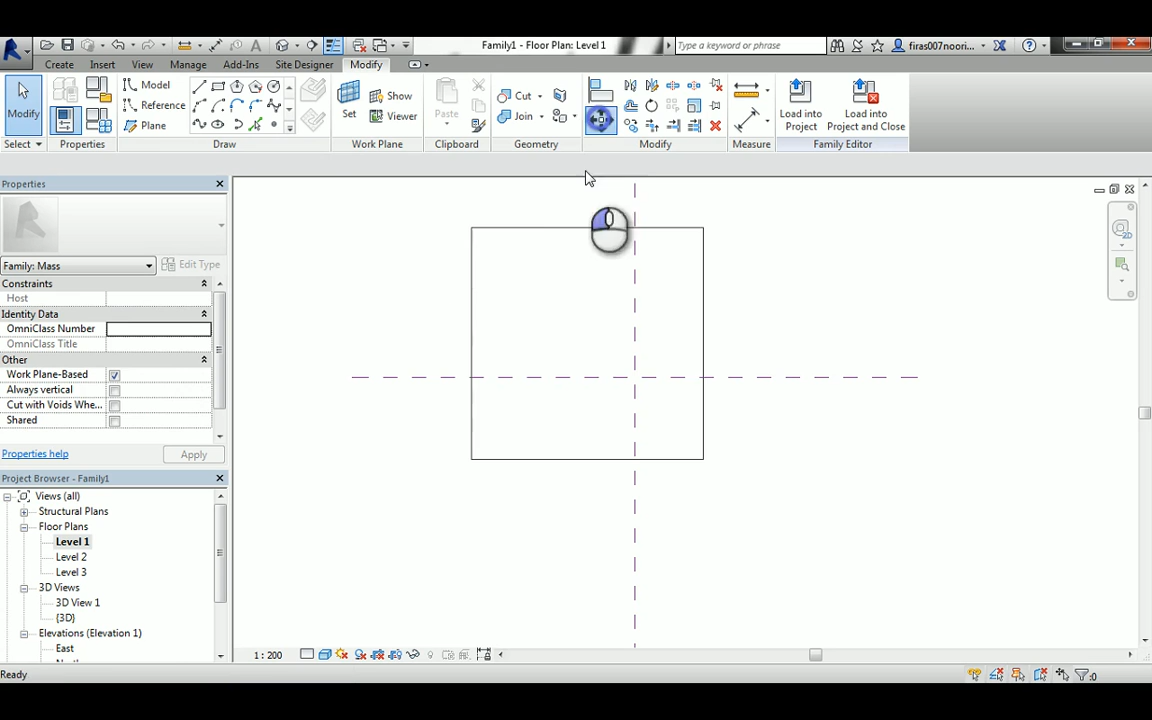 Family1 - Floor Plan: Level 1
Type a keyword or phrase
firas007noori...
Create Insert View Manage Add-Ins Site Designer Modify
Modify
Model
Reference
Plane
Set
Show
Viewer
Paste
Cut
Join
Load into Project
Load into Project and Close
Select Properties Draw Work Plane Clipboard Geometry Modify Measure Family Editor
Properties
Family: Mass
Edit Type
Constraints
Host
Identity Data
OmniClass Number
OmniClass Title
Other
Work Plane-Based
Always vertical
Cut with Voids Whe...
Shared
Properties help
Apply
Project Browser - Family1
Views (all)
Structural Plans
Floor Plans
Level 1
Level 2
Level 3
3D Views
3D View 1
{3D}
Elevations (Elevation 1)
East
2D
1 : 200
Ready
:0